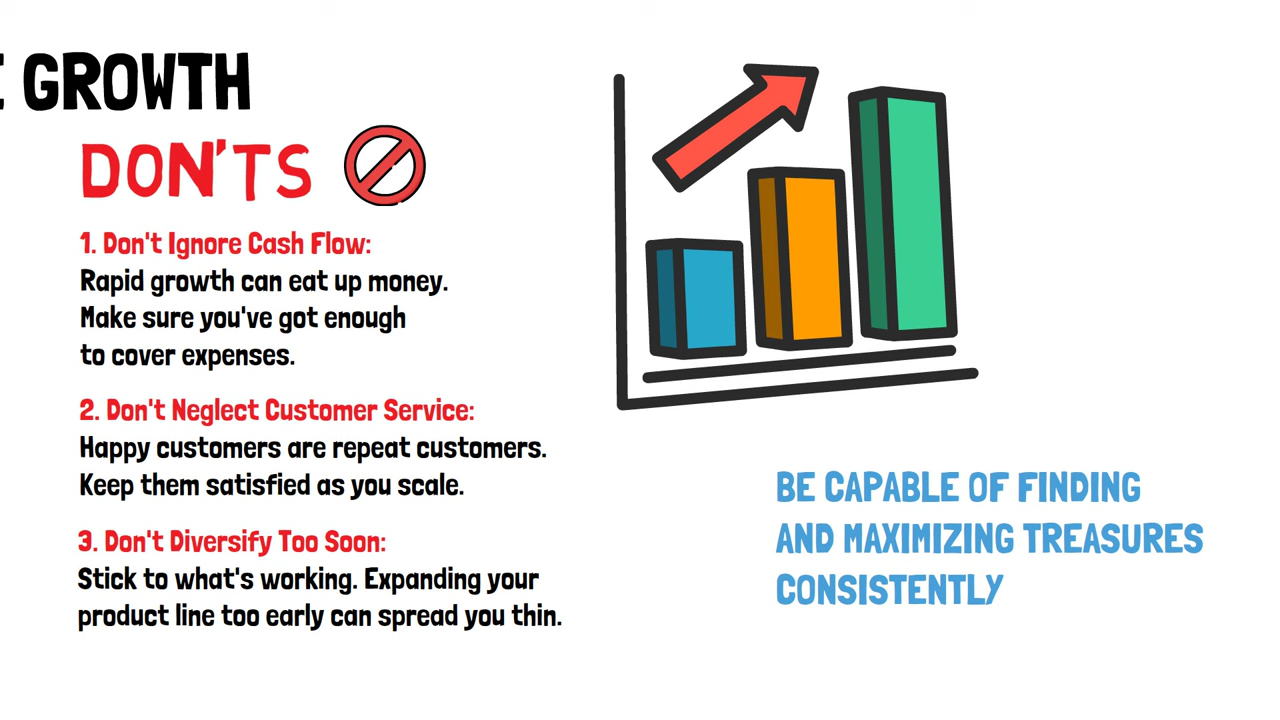 GROWTH
DON'TS
1. Don't Ignore Cash Flow:
Rapid growth can eat up money.
Make sure you've got enough
to cover expenses.
2. Don't Neglect Customer Service:
Happy customers are repeat customers.
Keep them satisfied as you scale.
3. Don't Diversify Too Soon:
Stick to what's working. Expanding your
product line too early can spread you thin.
BE CAPABLE OF FINDING
AND MAXIMIZING TREASURES
CONSISTENTLY